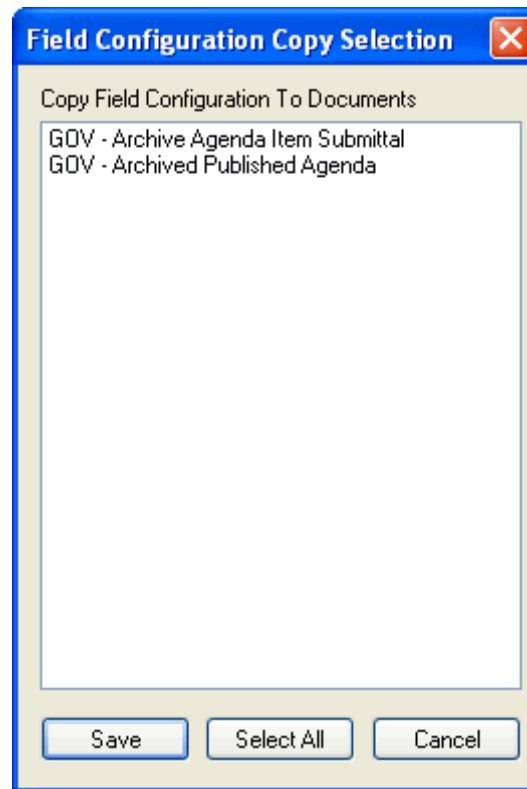 Field Configuration Copy Selection
Copy Field Configuration To Documents
GOV - Archive Agenda Item Submittal
GOV - Archived Published Agenda
Save Select All Cancel